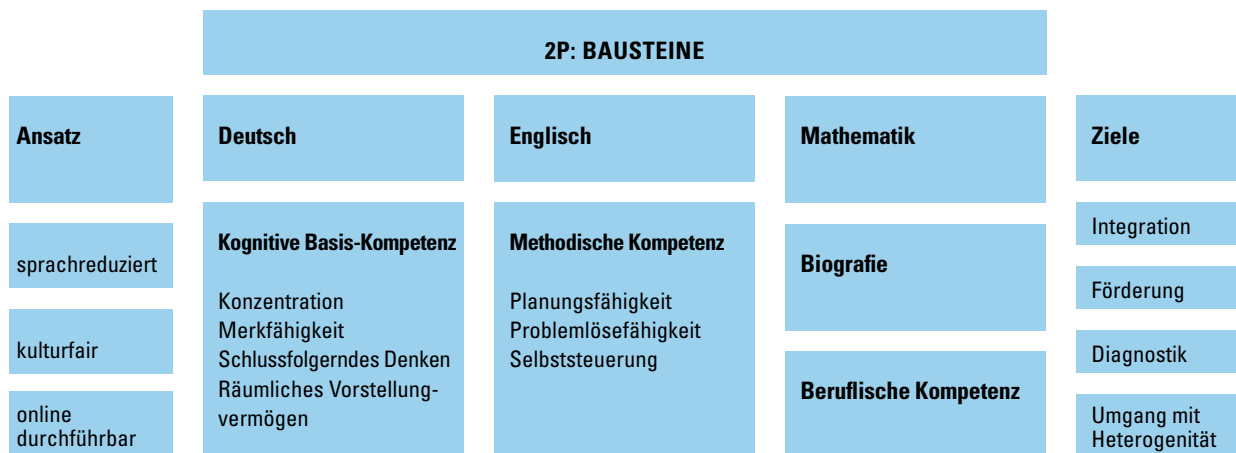 2P: BAUSTEINE
Ansatz
sprachreduziert
kulturfair
online
durchführbar
Deutsch
Kognitive Basis-Kompetenz
Konzentration
Merkfähigkeit
Schlussfolgerndes Denken
Räumliches Vorstellung-
vermögen
Englisch
Methodische Kompetenz
Planungsfähigkeit
Problemlösefähigkeit
Selbststeuerung
Mathematik
Biografie
Beruflische Kompetenz
Ziele
Integration
Förderung
Diagnostik
Umgang mit
Heterogenität